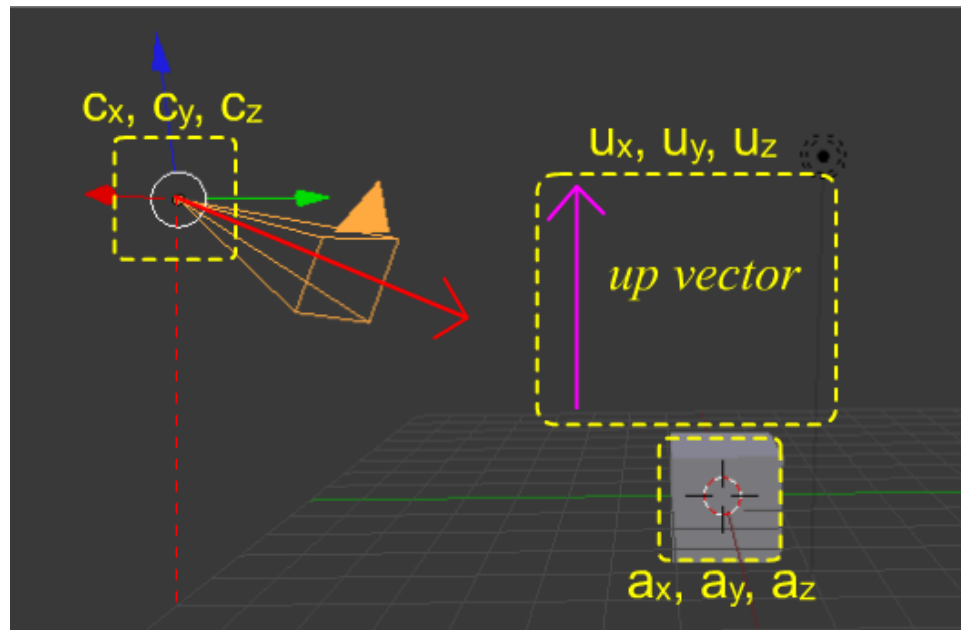 cx, cy, cz
ux, uy, uz
up vector
ax, ay, az